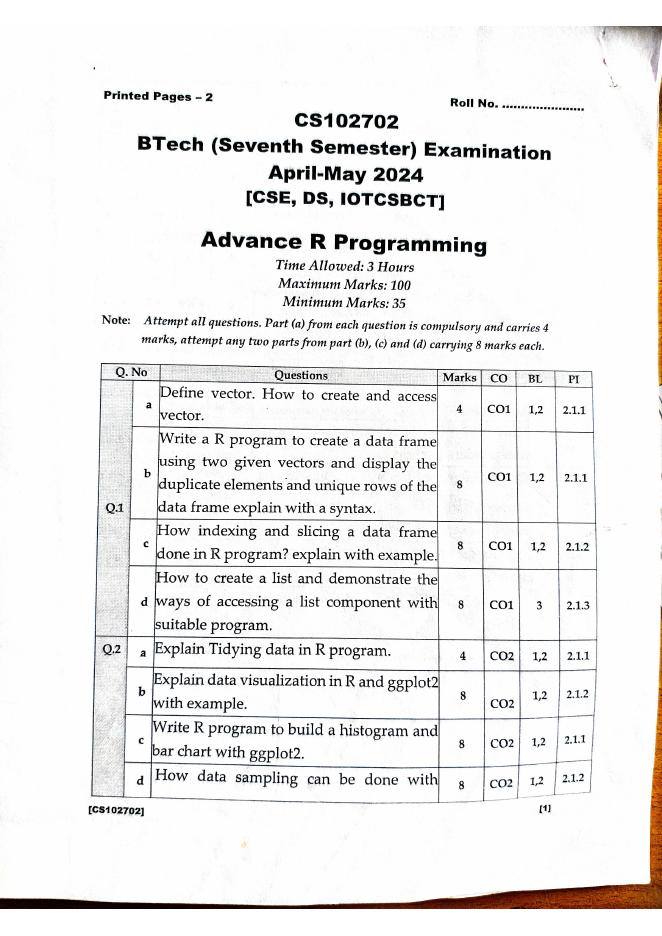 Printed Pages – 2
Roll No. ......................
CS102702
BTech (Seventh Semester) Examination
April-May 2024
[CSE, DS, IOTCSBCT]
Advance R Programming
Time Allowed: 3 Hours
Maximum Marks: 100
Minimum Marks: 35
Note: Attempt all questions. Part (a) from each question is compulsory and carries 4
marks, attempt any two parts from part (b), (c) and (d) carrying 8 marks each.
Q. No Questions Marks CO BL PI
Q.1
a Define vector. How to create and access
vector.
4 CO1 1,2 2.1.1
b Write a R program to create a data frame
using two given vectors and display the
duplicate elements and unique rows of the
data frame explain with a syntax.
8 CO1 1,2 2.1.1
c How indexing and slicing a data frame
done in R program? explain with example.
8 CO1 1,2 2.1.2
d How to create a list and demonstrate the
ways of accessing a list component with
suitable program.
8 CO1 3 2.1.3
Q.2 a Explain Tidying data in R program. 4 CO2 1,2 2.1.1
b Explain data visualization in R and ggplot2
with example.
8 CO2 1,2 2.1.2
c Write R program to build a histogram and
bar chart with ggplot2.
8 CO2 1,2 2.1.1
d How data sampling can be done with 8 CO2 1,2 2.1.2
[CS102702] [1]